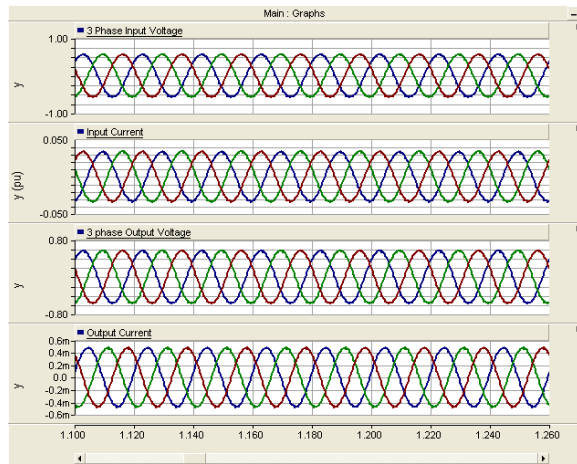 Main : Graphs
3 Phase Input Voltage
1.00
y
-1.00
Input Current
0.050
y (pu)
-0.050
3 phase Output Voltage
0.80
y
-0.80
Output Current
0.6m
0.4m
0.2m
0.0
y
-0.2m
-0.4m
-0.6m
1.100 1.120 1.140 1.160 1.180 1.200 1.220 1.240 1.260